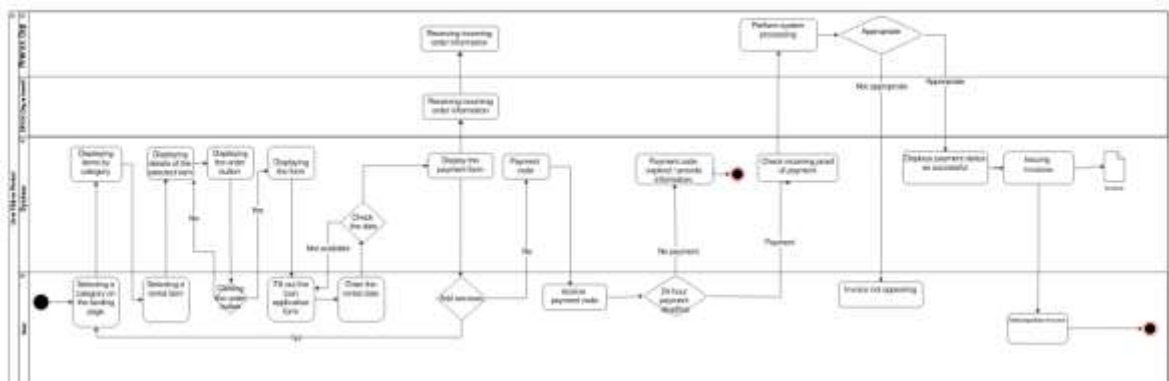 Perform system
processing
Appropriate
Receiving incoming
order information
Not appropriate
Appropriate
Receiving incoming
order information
System
Displaying
items by
category
Displaying
details of the
selected item
Displaying
the order
button
Displaying
the form
Display the
payment form
Payment
code
Payment code
expired
information
Check incoming proof
of payment
Displays payment status
as successful
Issuing
Invoices
Invoice
Yes
Check
the date
Not available
No
No payment
Payment
User
Selecting a
category on
the landing
page
Selecting a
rental item
Clicking
the order
button
Fill out the
loan
application
form
rental date
Add services
Receive
payment code
24 hour
payment
deadline
Invoice not appearing
Yes